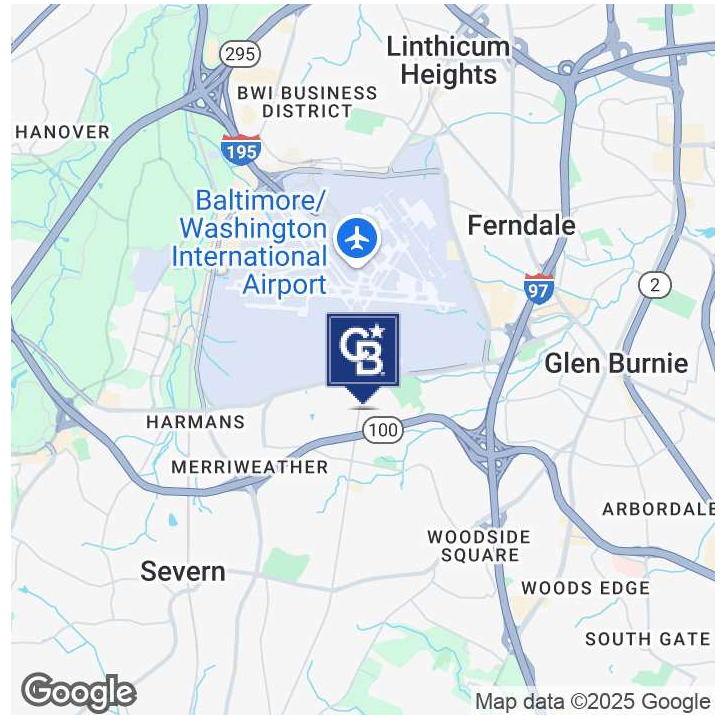 295
Linthicum
Heights
BWI BUSINESS
DISTRICT
HANOVER
195
Baltimore/
Washington
International
Airport
Ferndale
97
2
CB
Glen Burnie
HARMANS
100
MERRIWEATHER
ARBORDALE
WOODSIDE
SQUARE
Severn
WOODS EDGE
SOUTH GATE
Google
Map data ©2025 Google